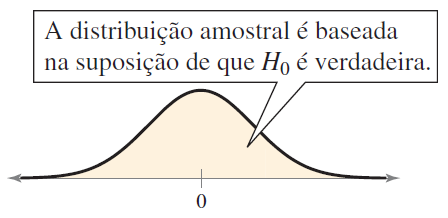 A distribuição amostral é baseada
na suposição de que H₀ é verdadeira.
0